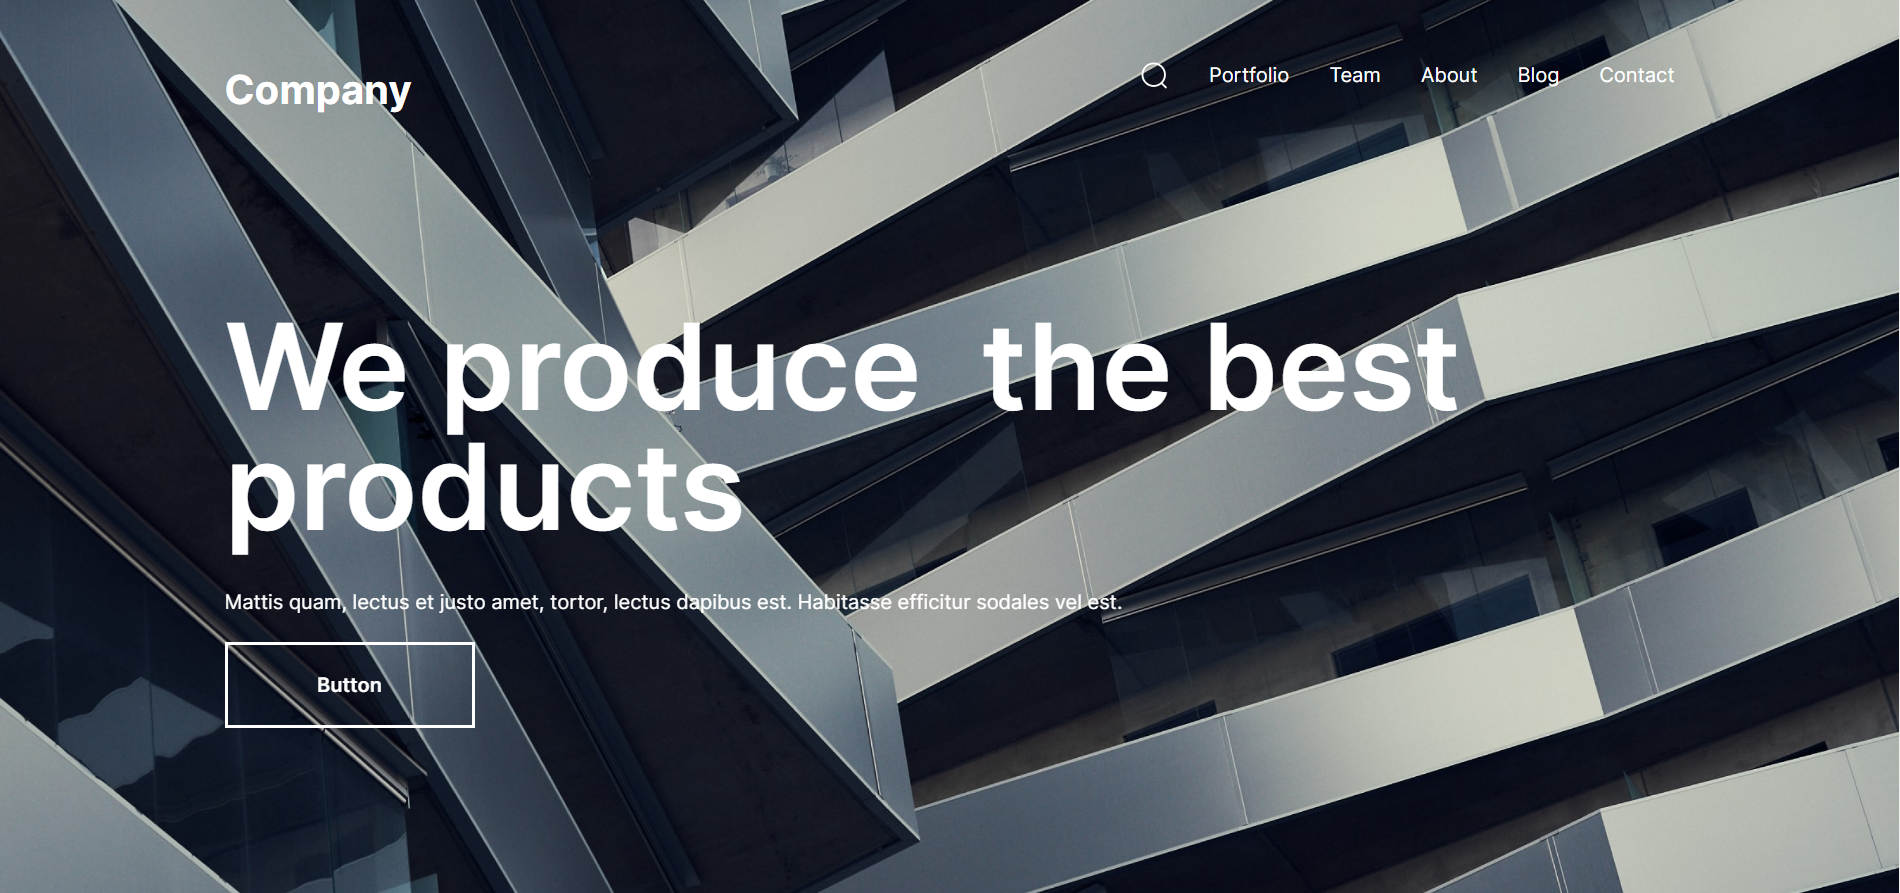 Company
Portfolio Team About Blog Contact
We produce  the best
products
Mattis quam, lectus et justo amet, tortor, lectus dapibus est. Habitasse efficitur sodales vel est.
Button